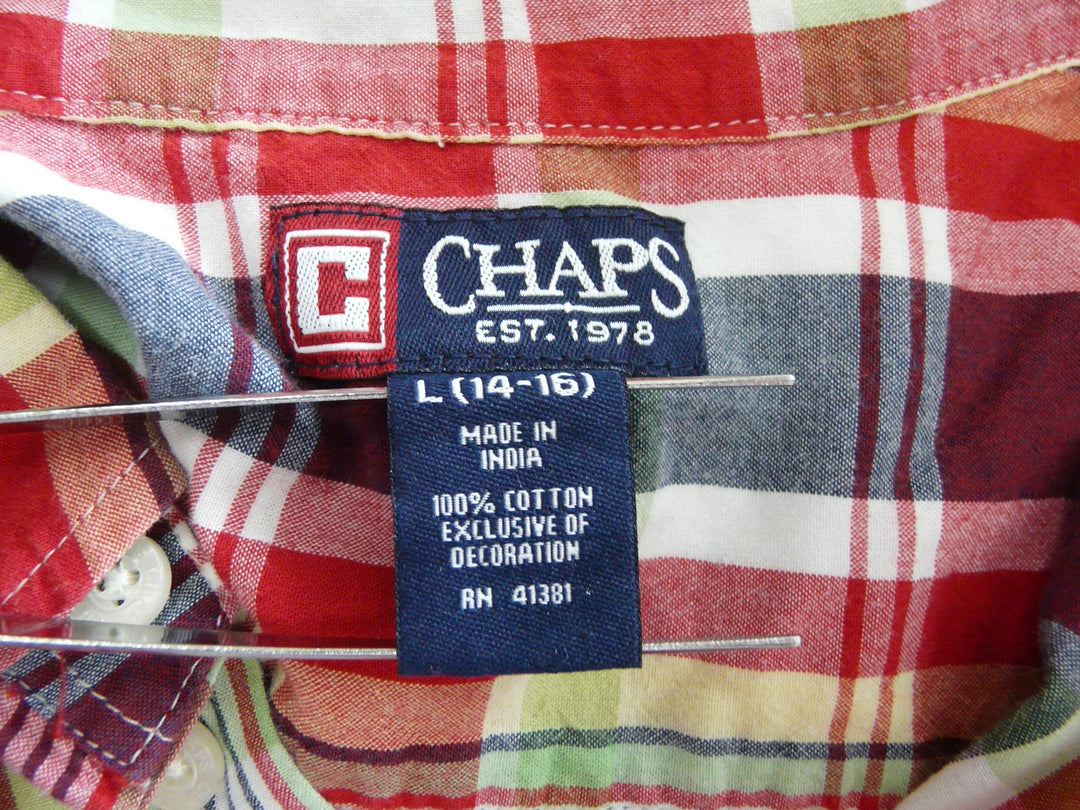 C
CHAPS
EST. 1978
L (14-16)
MADE IN
INDIA
100% COTTON
EXCLUSIVE OF
DECORATION
RN 41381